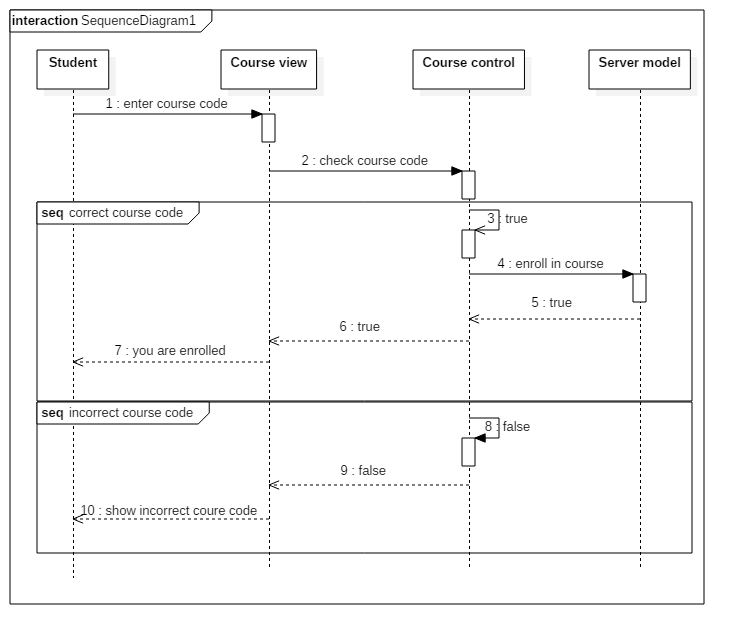 interaction SequenceDiagram1
Student
Course view
Course control
Server model
1 : enter course code
2 : check course code
seq correct course code
3 : true
4 : enroll in course
5 : true
6 : true
7 : you are enrolled
seq incorrect course code
8 : false
9 : false
10 : show incorrect coure code